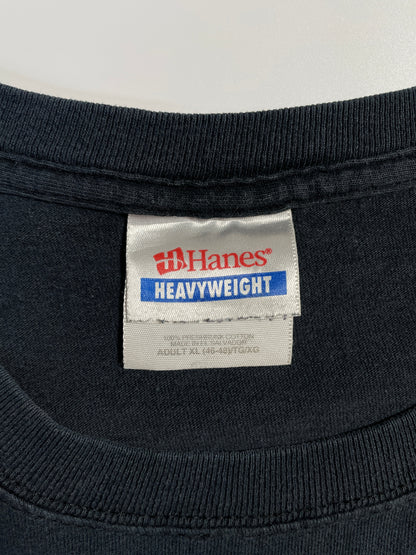 Hanes®
HEAVYWEIGHT
100% PRESHRUNK COTTON
MADE IN EL SALVADOR
ADULT XL (46-48)/TG/XG